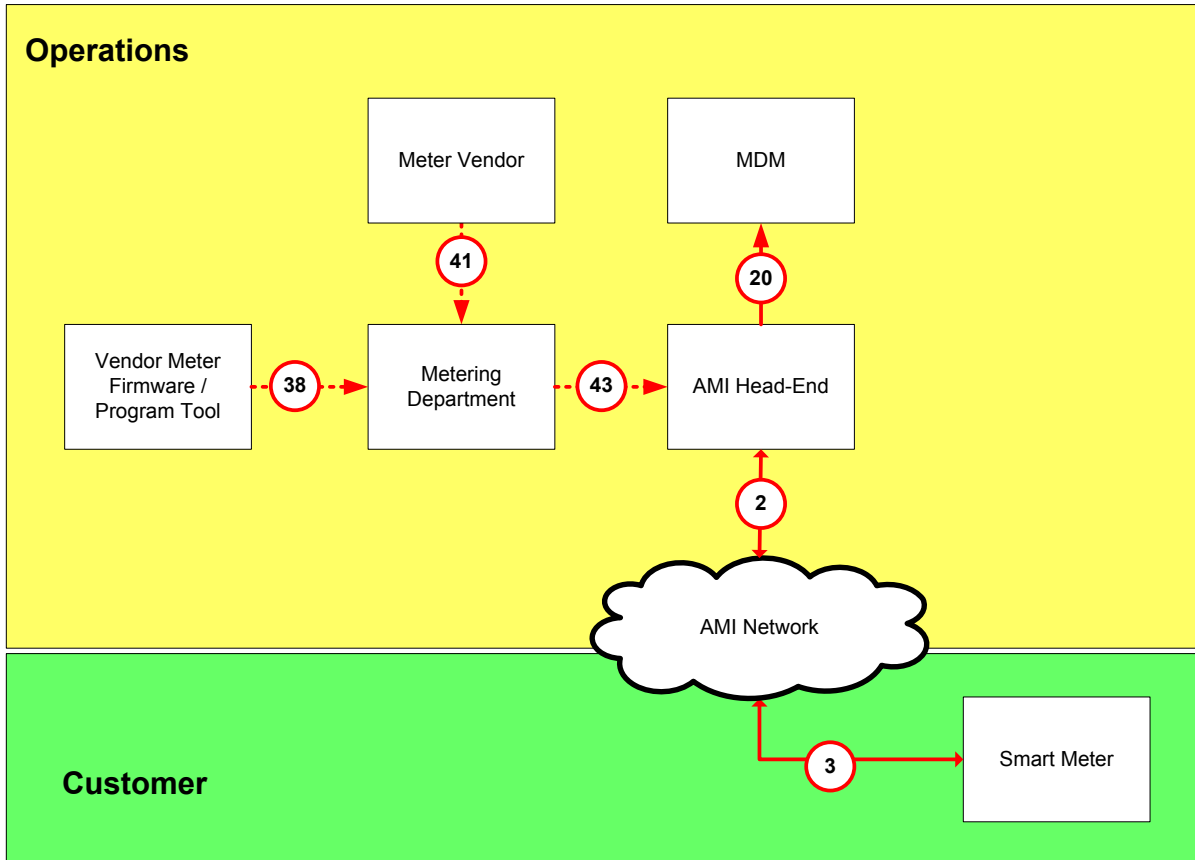 Operations
Meter Vendor
MDM
41
20
Vendor Meter
Firmware /
Program Tool
38
Metering
Department
43
AMI Head-End
2
AMI Network
Customer
3
Smart Meter